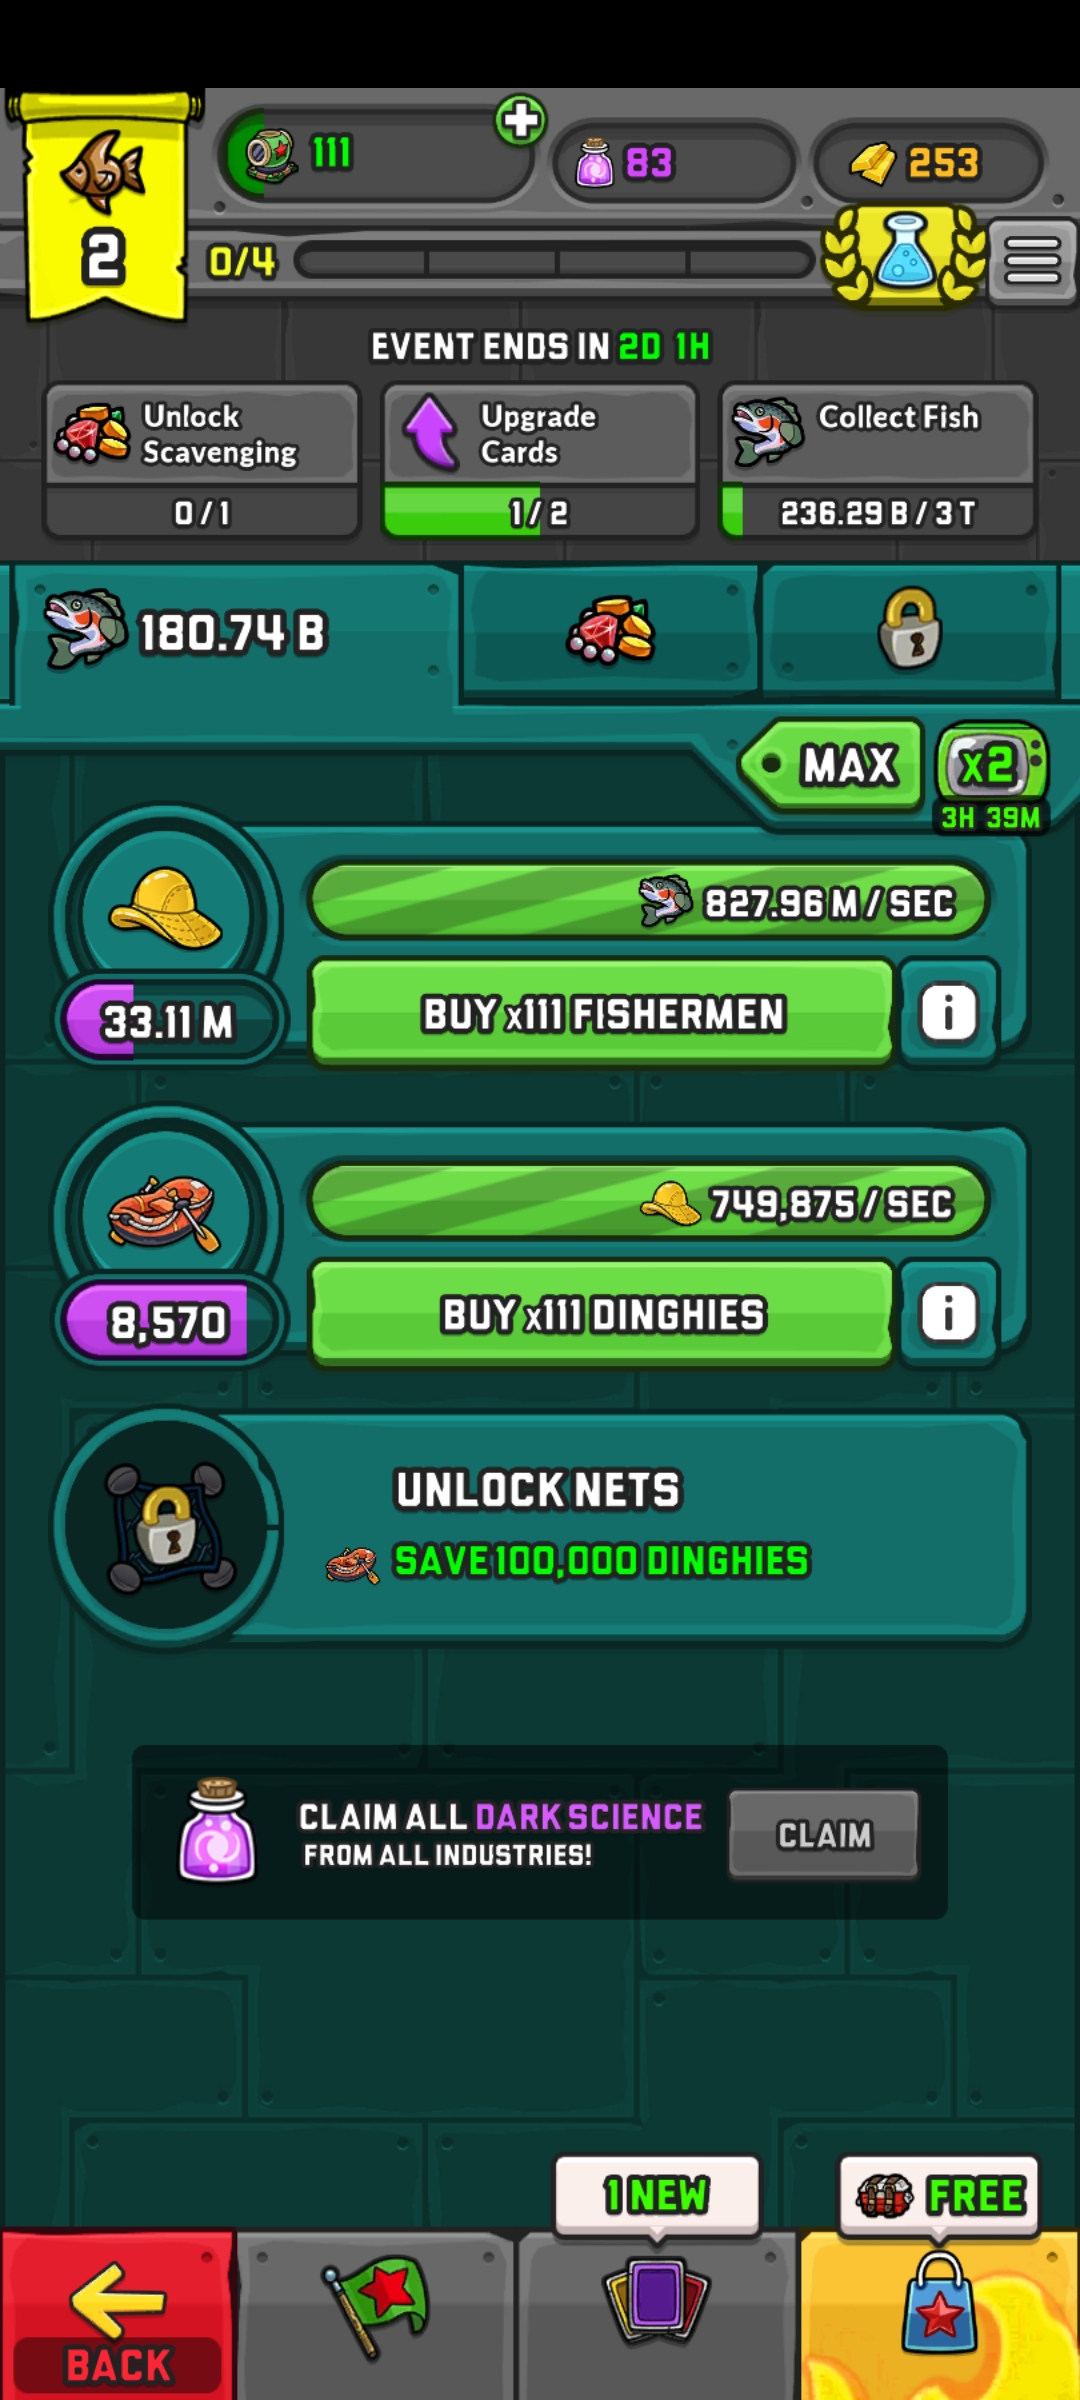 111
83
253
2
0/4
EVENT ENDS IN 2D 1H
Unlock
Scavenging
0/1
Upgrade
Cards
1/2
Collect Fish
236.29 B/3 T
180.74 B
MAX
x2
3H 39M
827.96 M/SEC
33.11 M
BUY x111 FISHERMEN
i
749,875/SEC
8,570
BUY x111 DINGHIES
i
UNLOCK NETS
SAVE 100,000 DINGHIES
CLAIM ALL DARK SCIENCE
FROM ALL INDUSTRIES!
CLAIM
1 NEW
FREE
BACK